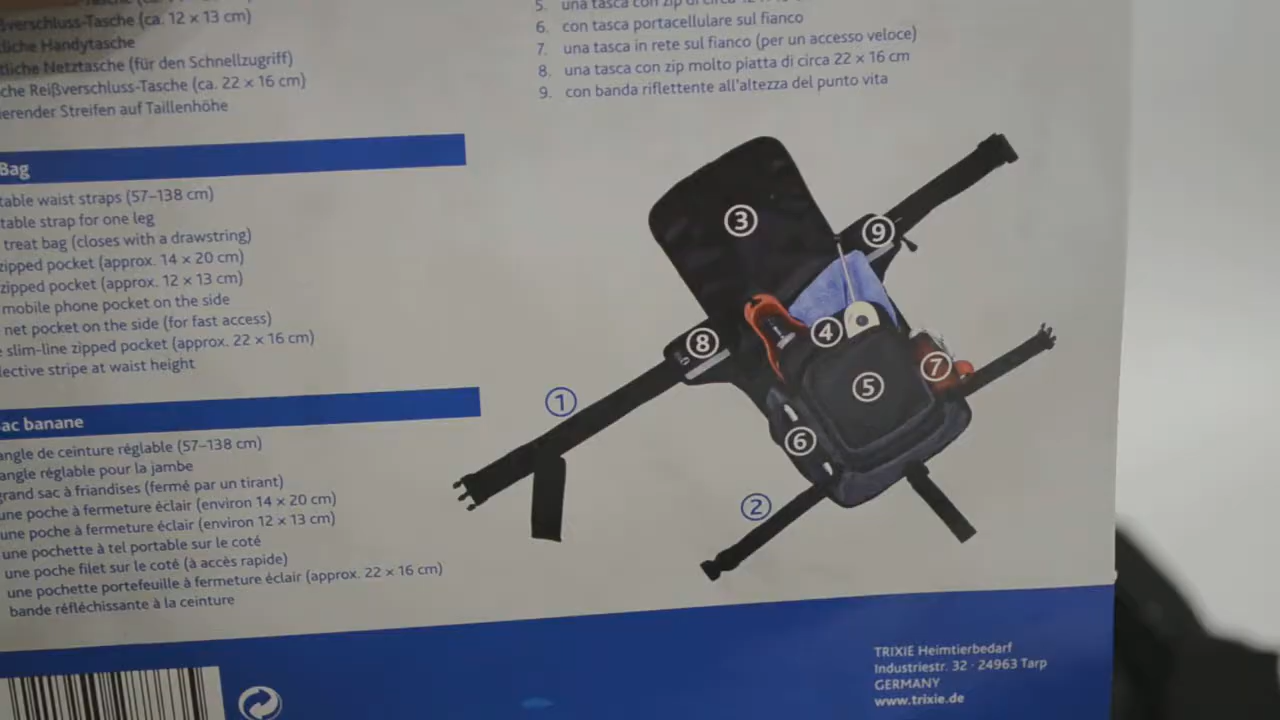 ßverschluss-Tasche (ca. 12 x 13 cm)
tliche Handytasche
tliche Netztasche (für den Schnellzugriff)
che Reißverschluss-Tasche (ca. 22 x 16 cm)
ierender Streifen auf Taillenhöhe
5. una tasca con zip di circa
6. con tasca portacellulare sul fianco
7. una tasca in rete sul fianco (per un accesso veloce)
8. una tasca con zip molto piatta di circa 22 x 16 cm
9. con banda riflettente all'altezza del punto vita
Bag
table waist straps (57–138 cm)
table strap for one leg
treat bag (closes with a drawstring)
zipped pocket (approx. 14 x 20 cm)
zipped pocket (approx. 12 x 13 cm)
mobile phone pocket on the side
net pocket on the side (for fast access)
e slim-line zipped pocket (approx. 22 x 16 cm)
lective stripe at waist height
ac banane
angle de ceinture réglable (57–138 cm)
angle réglable pour la jambe
grand sac à friandises (fermé par un tirant)
une poche à fermeture éclair (environ 14 x 20 cm)
une poche à fermeture éclair (environ 12 x 13 cm)
une pochette à tel portable sur le coté
une poche filet sur le coté (à accès rapide)
une pochette portefeuille à fermeture éclair (approx. 22 x 16 cm)
bande réfléchissante à la ceinture
3
9
8
4
7
1
5
6
2
TRIXIE Heimtierbedarf
Industriestr. 32 · 24963 Tarp
GERMANY
www.trixie.de